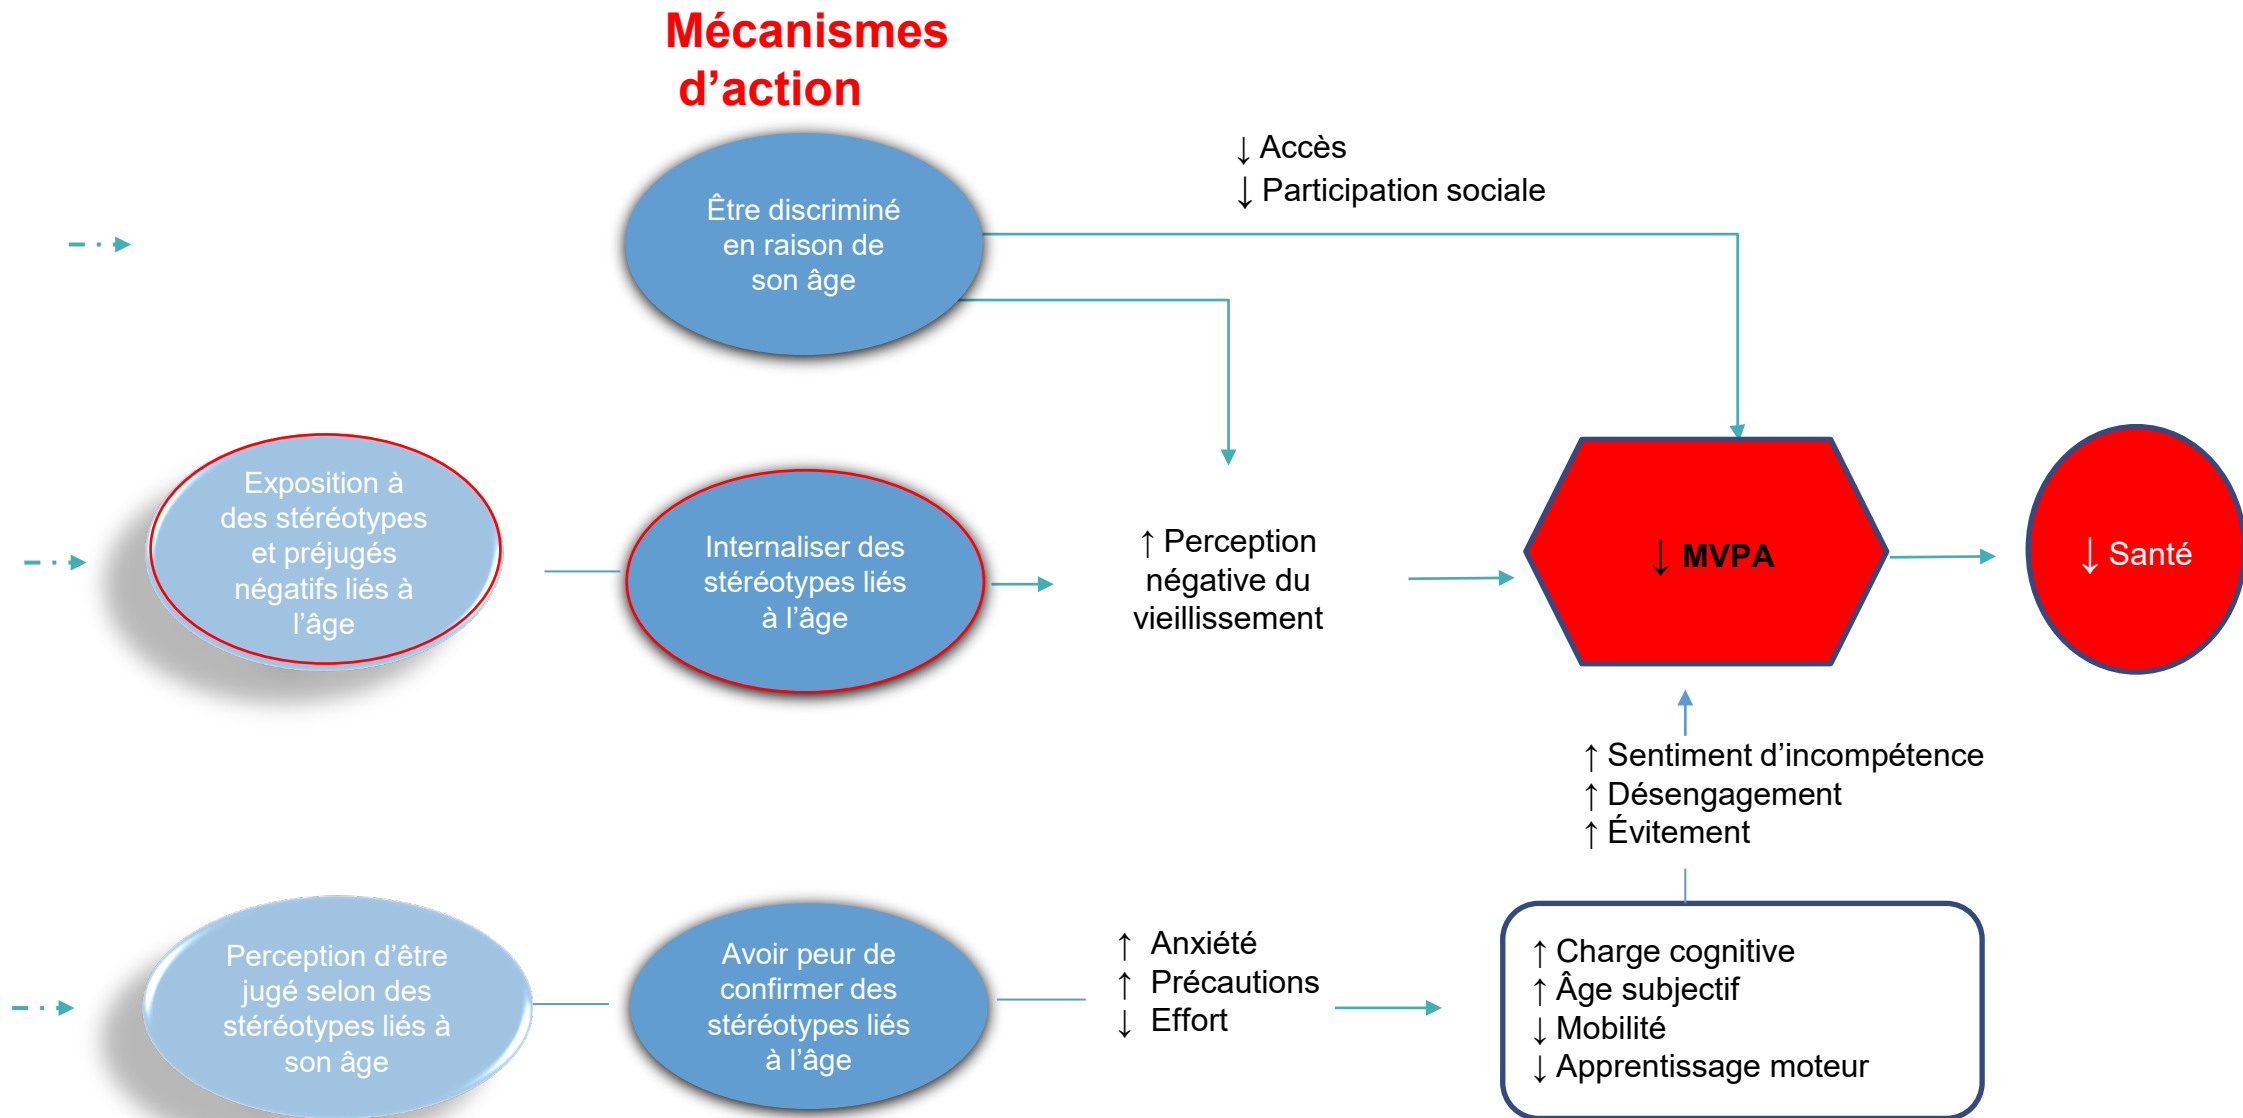 Mécanismes
d’action
↓ Accès
↓ Participation sociale
Être discriminé
en raison de
son âge
Exposition à
des stéréotypes
et préjugés
négatifs liés à
l’âge
Internaliser des
stéréotypes liés
à l’âge
↑ Perception
négative du
vieillissement
↓ MVPA
↓ Santé
↑ Sentiment d’incompétence
↑ Désengagement
↑ Évitement
Perception d’être
jugé selon des
stéréotypes liés à
son âge
Avoir peur de
confirmer des
stéréotypes liés
à l’âge
↑ Anxiété
↑ Précautions
↓ Effort
↑ Charge cognitive
↑ Âge subjectif
↓ Mobilité
↓ Apprentissage moteur